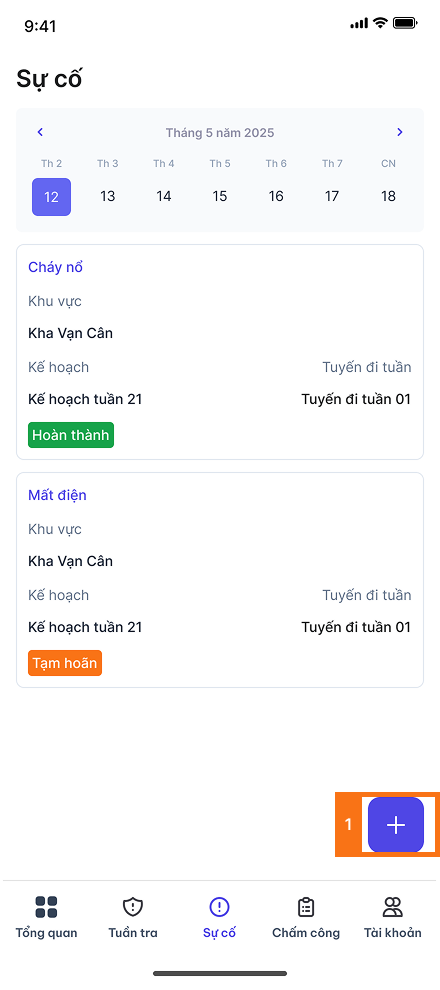 9:41
Sự cố
Tháng 5 năm 2025
Th 2 Th 3 Th 4 Th 5 Th 6 Th 7 CN
12 13 14 15 16 17 18
Cháy nổ
Khu vực
Kha Vạn Cân
Kế hoạch Tuyến đi tuần
Kế hoạch tuần 21 Tuyến đi tuần 01
Hoàn thành
Mất điện
Khu vực
Kha Vạn Cân
Kế hoạch Tuyến đi tuần
Kế hoạch tuần 21 Tuyến đi tuần 01
Tạm hoãn
1
Tổng quan Tuần tra Sự cố Chấm công Tài khoản